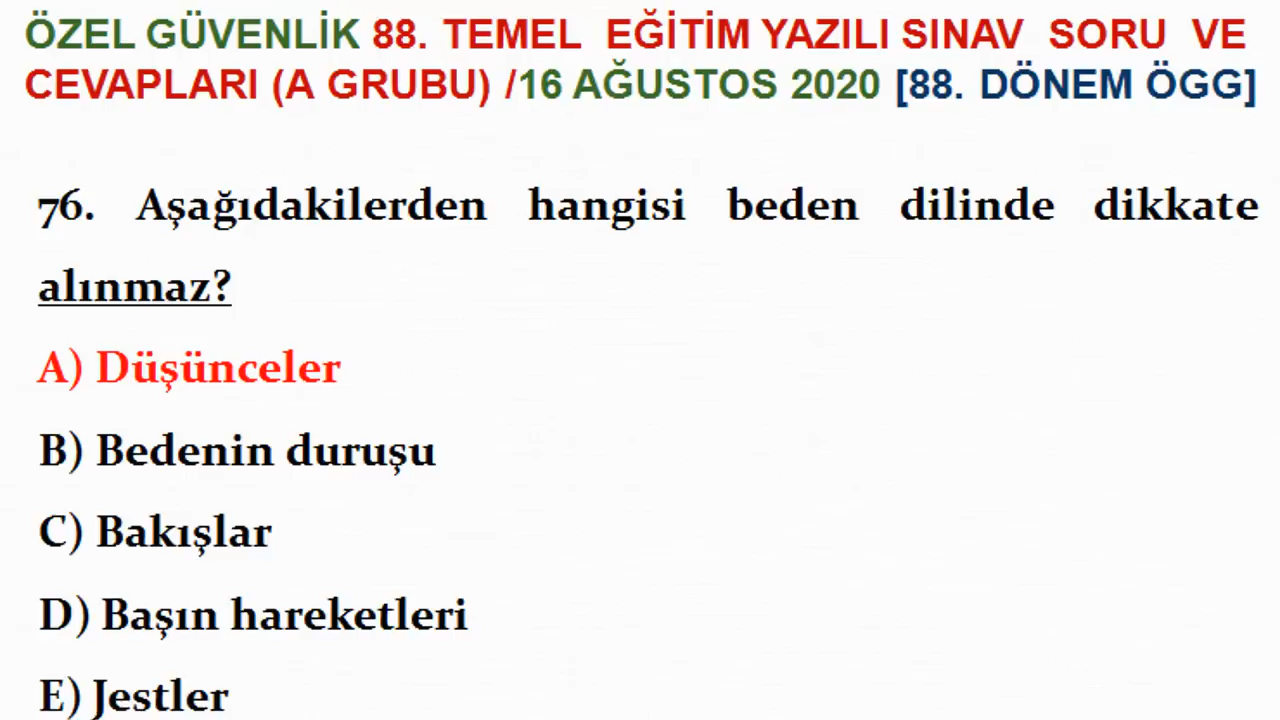 ÖZEL GÜVENLİK 88. TEMEL EĞİTİM YAZILI SINAV SORU VE
CEVAPLARI (A GRUBU) /16 AĞUSTOS 2020 [88. DÖNEM ÖGG]
76. Aşağıdakilerden hangisi beden dilinde dikkate
alınmaz?
A) Düşünceler
B) Bedenin duruşu
C) Bakışlar
D) Başın hareketleri
E) Jestler